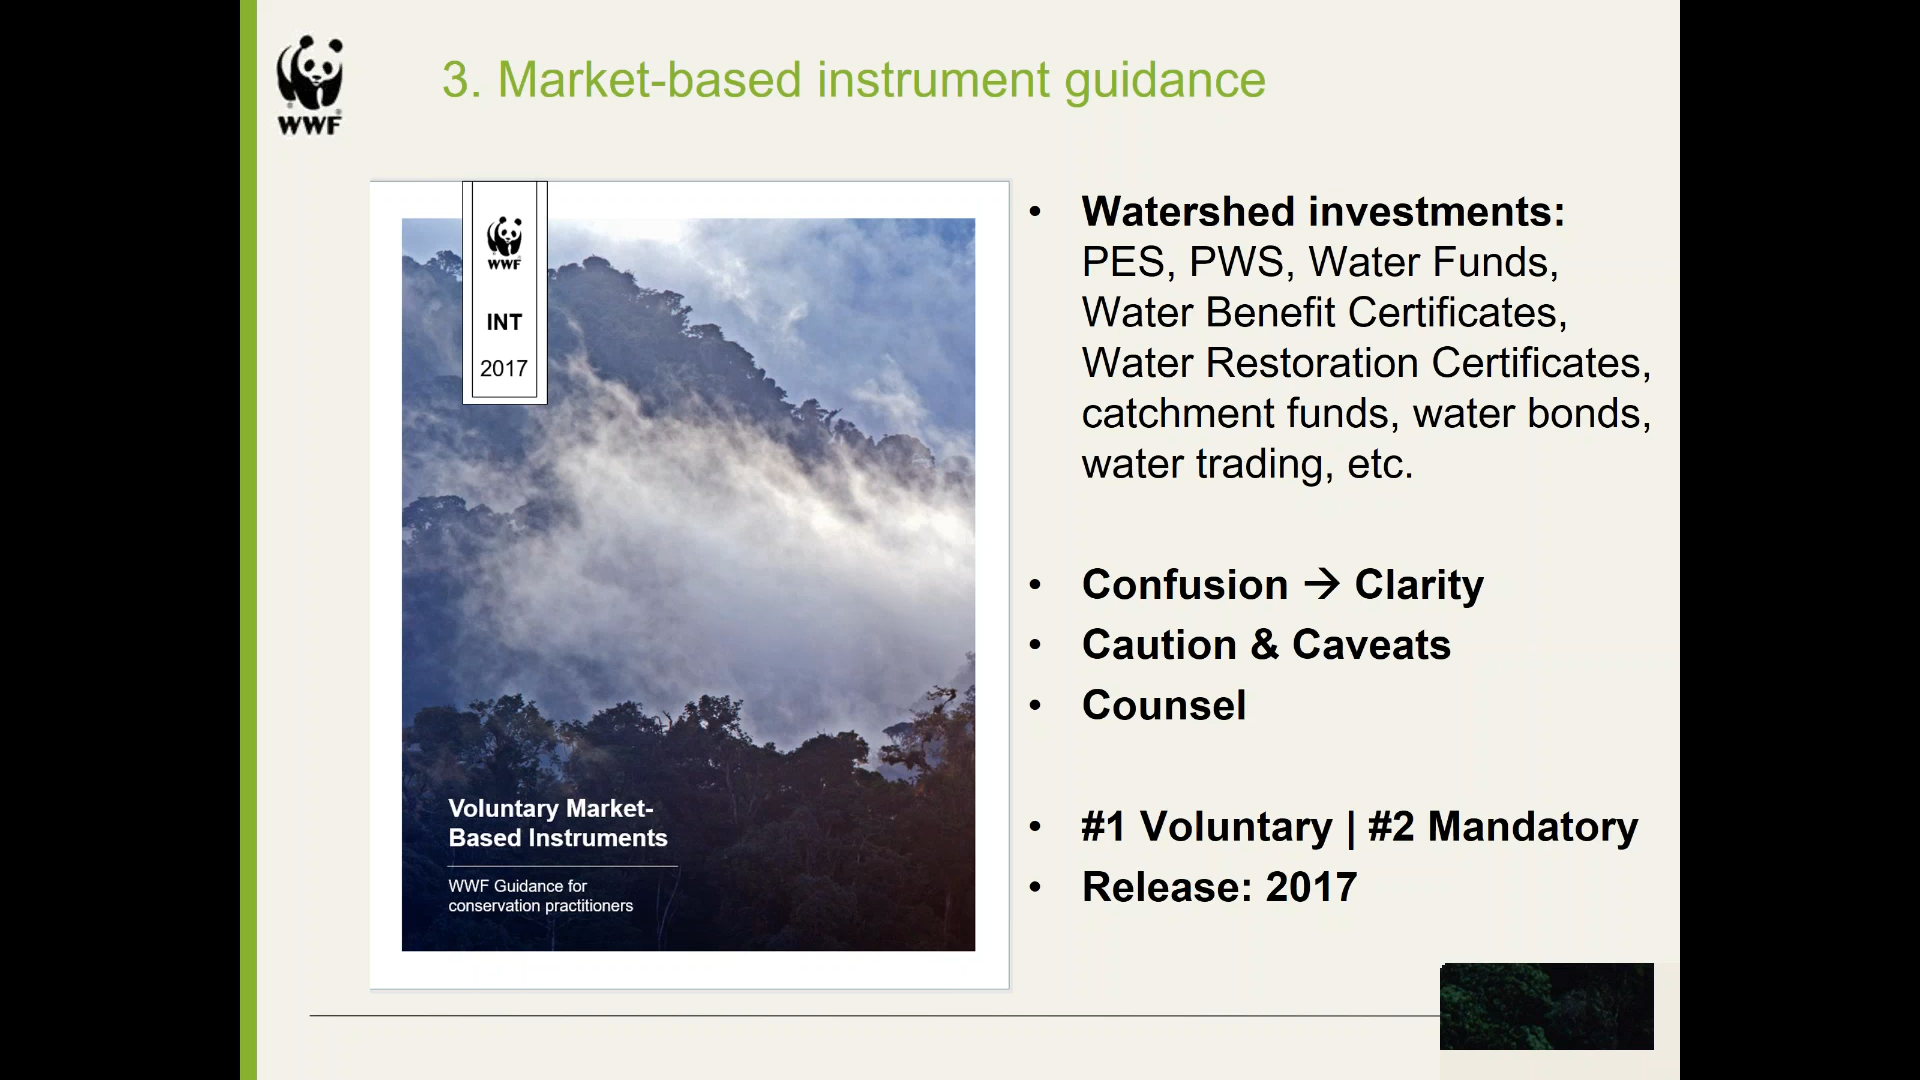 WWF
3. Market-based instrument guidance
WWF
INT
2017
Voluntary Market-
Based Instruments
WWF Guidance for
conservation practitioners
• Watershed investments:
PES, PWS, Water Funds,
Water Benefit Certificates,
Water Restoration Certificates,
catchment funds, water bonds,
water trading, etc.
• Confusion → Clarity
• Caution & Caveats
• Counsel
• #1 Voluntary | #2 Mandatory
• Release: 2017